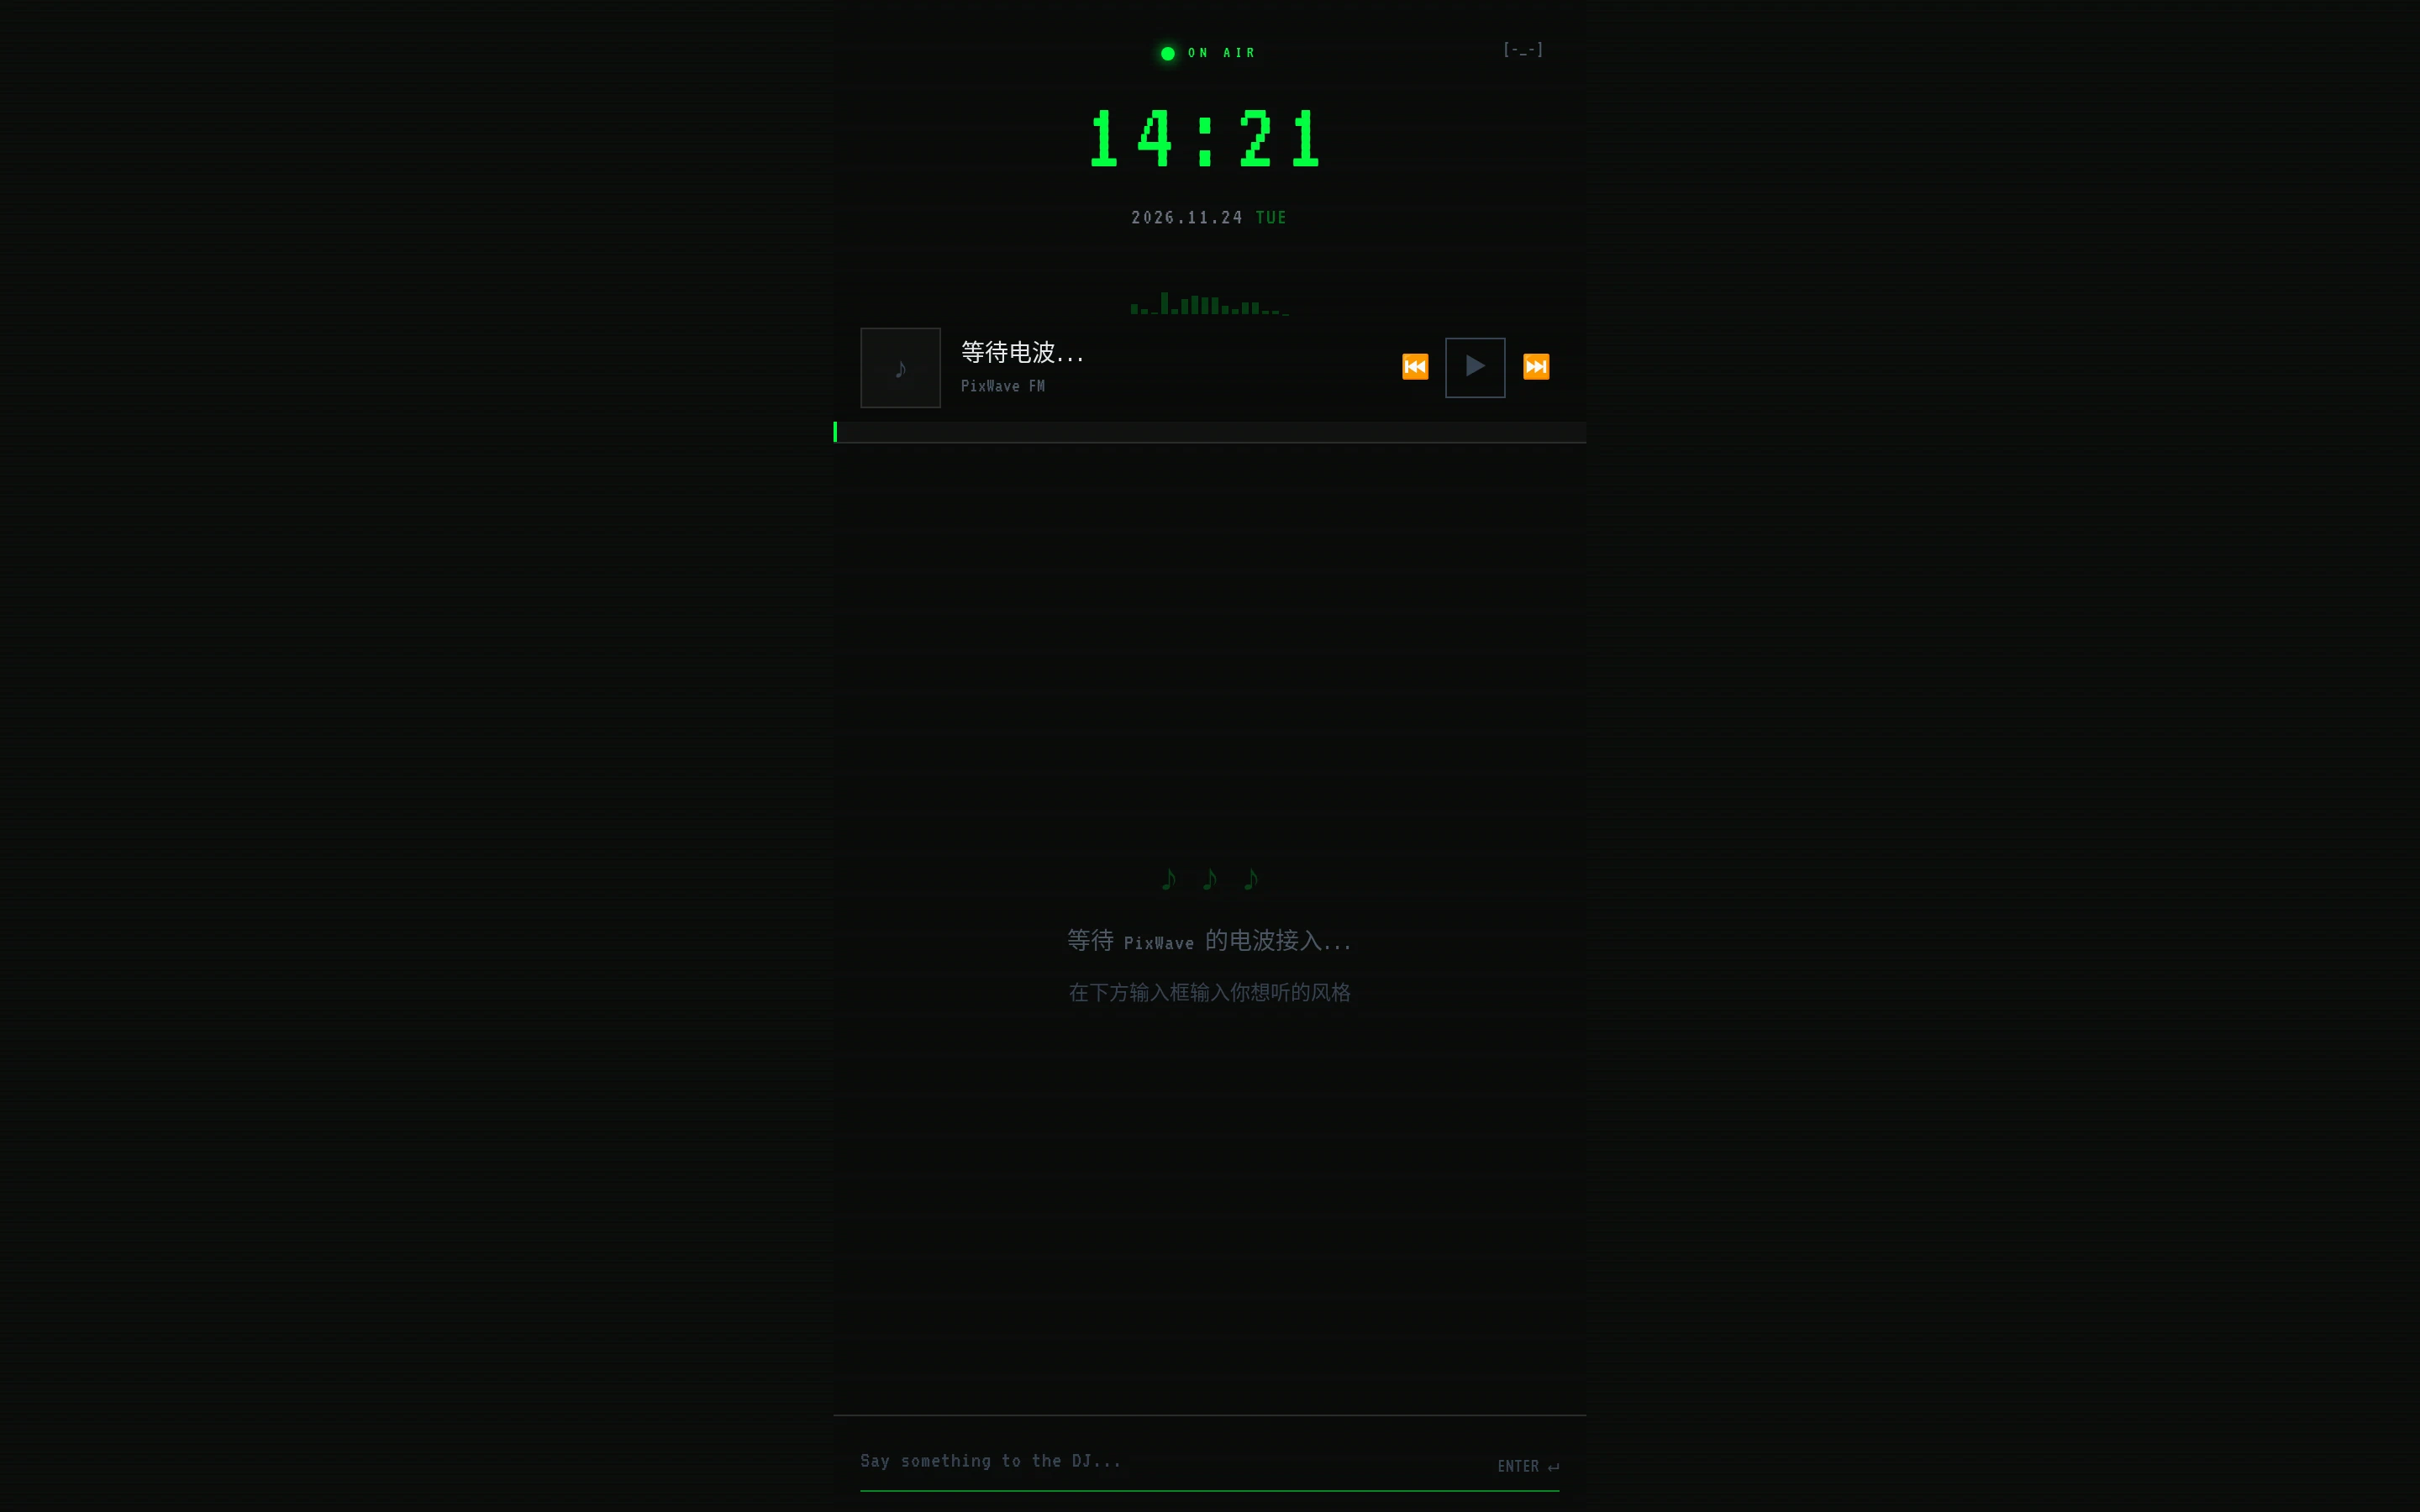 ON AIR
[-_-]
14:21
2026.11.24 TUE
等待电波...
PixWave FM
等待 PixWave 的电波接入...
在下方输入框输入你想听的风格
Say something to the DJ...
ENTER ↵